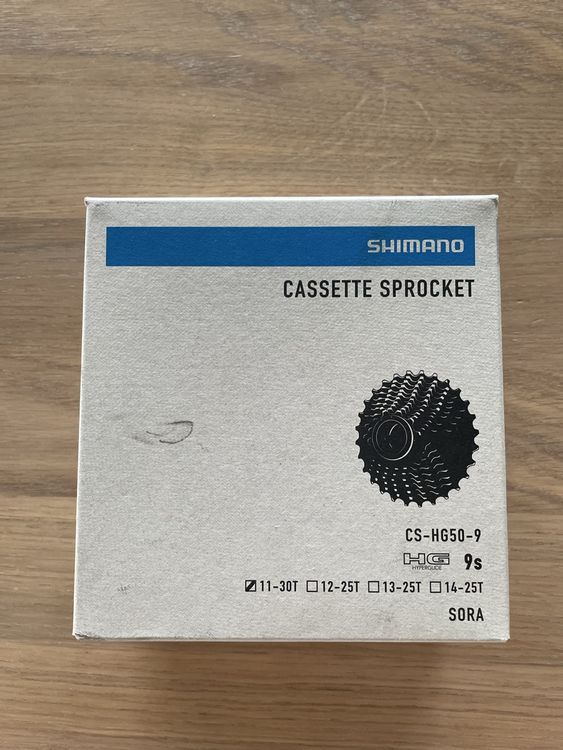 SHIMANO
CASSETTE SPROCKET
CS-HG50-9
HG HYPERGLIDE 9s
11-30T 12-25T 13-25T 14-25T
SORA